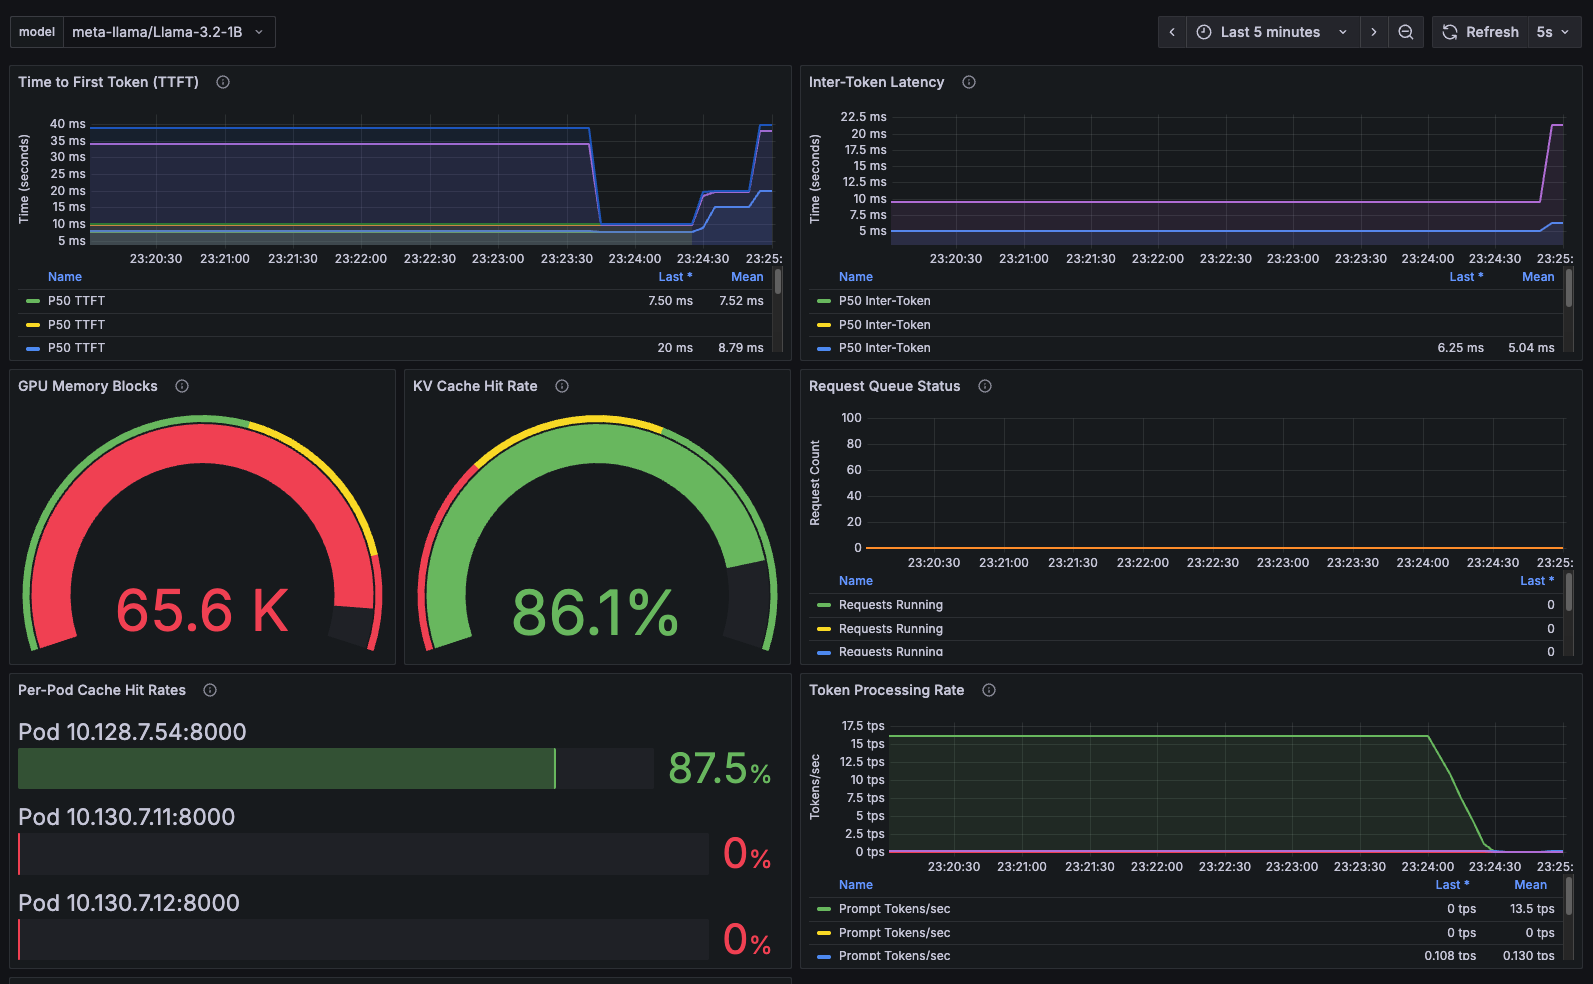 model meta-llama/Llama-3.2-1B Last 5 minutes Refresh 5s
Time to First Token (TTFT)
Time (seconds)
40 ms
35 ms
30 ms
25 ms
20 ms
15 ms
10 ms
5 ms
23:20:30 23:21:00 23:21:30 23:22:00 23:22:30 23:23:00 23:23:30 23:24:00 23:24:30 23:25:
Name Last * Mean
P50 TTFT 7.50 ms 7.52 ms
P50 TTFT
P50 TTFT 20 ms 8.79 ms
Inter-Token Latency
Time (seconds)
22.5 ms
20 ms
17.5 ms
15 ms
12.5 ms
10 ms
7.5 ms
5 ms
23:20:30 23:21:00 23:21:30 23:22:00 23:22:30 23:23:00 23:23:30 23:24:00 23:24:30 23:25:
Name Last * Mean
P50 Inter-Token
P50 Inter-Token
P50 Inter-Token 6.25 ms 5.04 ms
GPU Memory Blocks
65.6 K
KV Cache Hit Rate
86.1%
Request Queue Status
Request Count
100
80
60
40
20
0
23:20:30 23:21:00 23:21:30 23:22:00 23:22:30 23:23:00 23:23:30 23:24:00 23:24:30 23:25:
Name Last *
Requests Running 0
Requests Running 0
Requests Running 0
Per-Pod Cache Hit Rates
Pod 10.128.7.54:8000
87.5%
Pod 10.130.7.11:8000
0%
Pod 10.130.7.12:8000
0%
Token Processing Rate
Tokens/sec
17.5 tps
15 tps
12.5 tps
10 tps
7.5 tps
5 tps
2.5 tps
0 tps
23:20:30 23:21:00 23:21:30 23:22:00 23:22:30 23:23:00 23:23:30 23:24:00 23:24:30 23:25:
Name Last * Mean
Prompt Tokens/sec 0 tps 13.5 tps
Prompt Tokens/sec 0 tps 0 tps
Prompt Tokens/sec 0.108 tps 0.130 tps